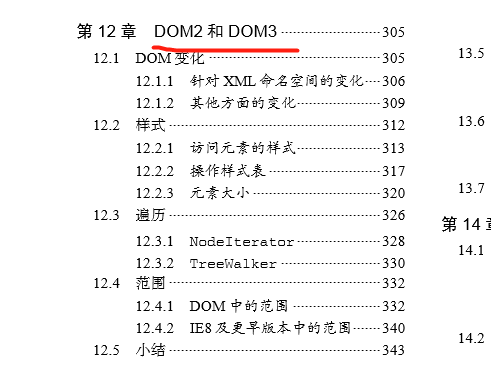 第 12 章 DOM2 和 DOM3 305
12.1 DOM 变化 305
12.1.1 针对 XML 命名空间的变化 306
12.1.2 其他方面的变化 309
12.2 样式 312
12.2.1 访问元素的样式 313
12.2.2 操作样式表 317
12.2.3 元素大小 320
12.3 遍历 326
12.3.1 NodeIterator 328
12.3.2 TreeWalker 330
12.4 范围 332
12.4.1 DOM 中的范围 332
12.4.2 IE8 及更早版本中的范围 340
12.5 小结 343
13.5
13.6
13.7
第 14 章
14.1
14.2